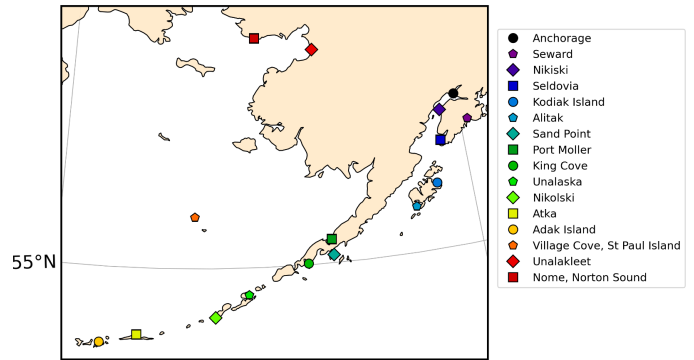 Anchorage
Seward
Nikiski
Seldovia
Kodiak Island
Alitak
Sand Point
Port Moller
King Cove
Unalaska
Nikolski
Atka
Adak Island
Village Cove, St Paul Island
Unalakleet
Nome, Norton Sound
55°N